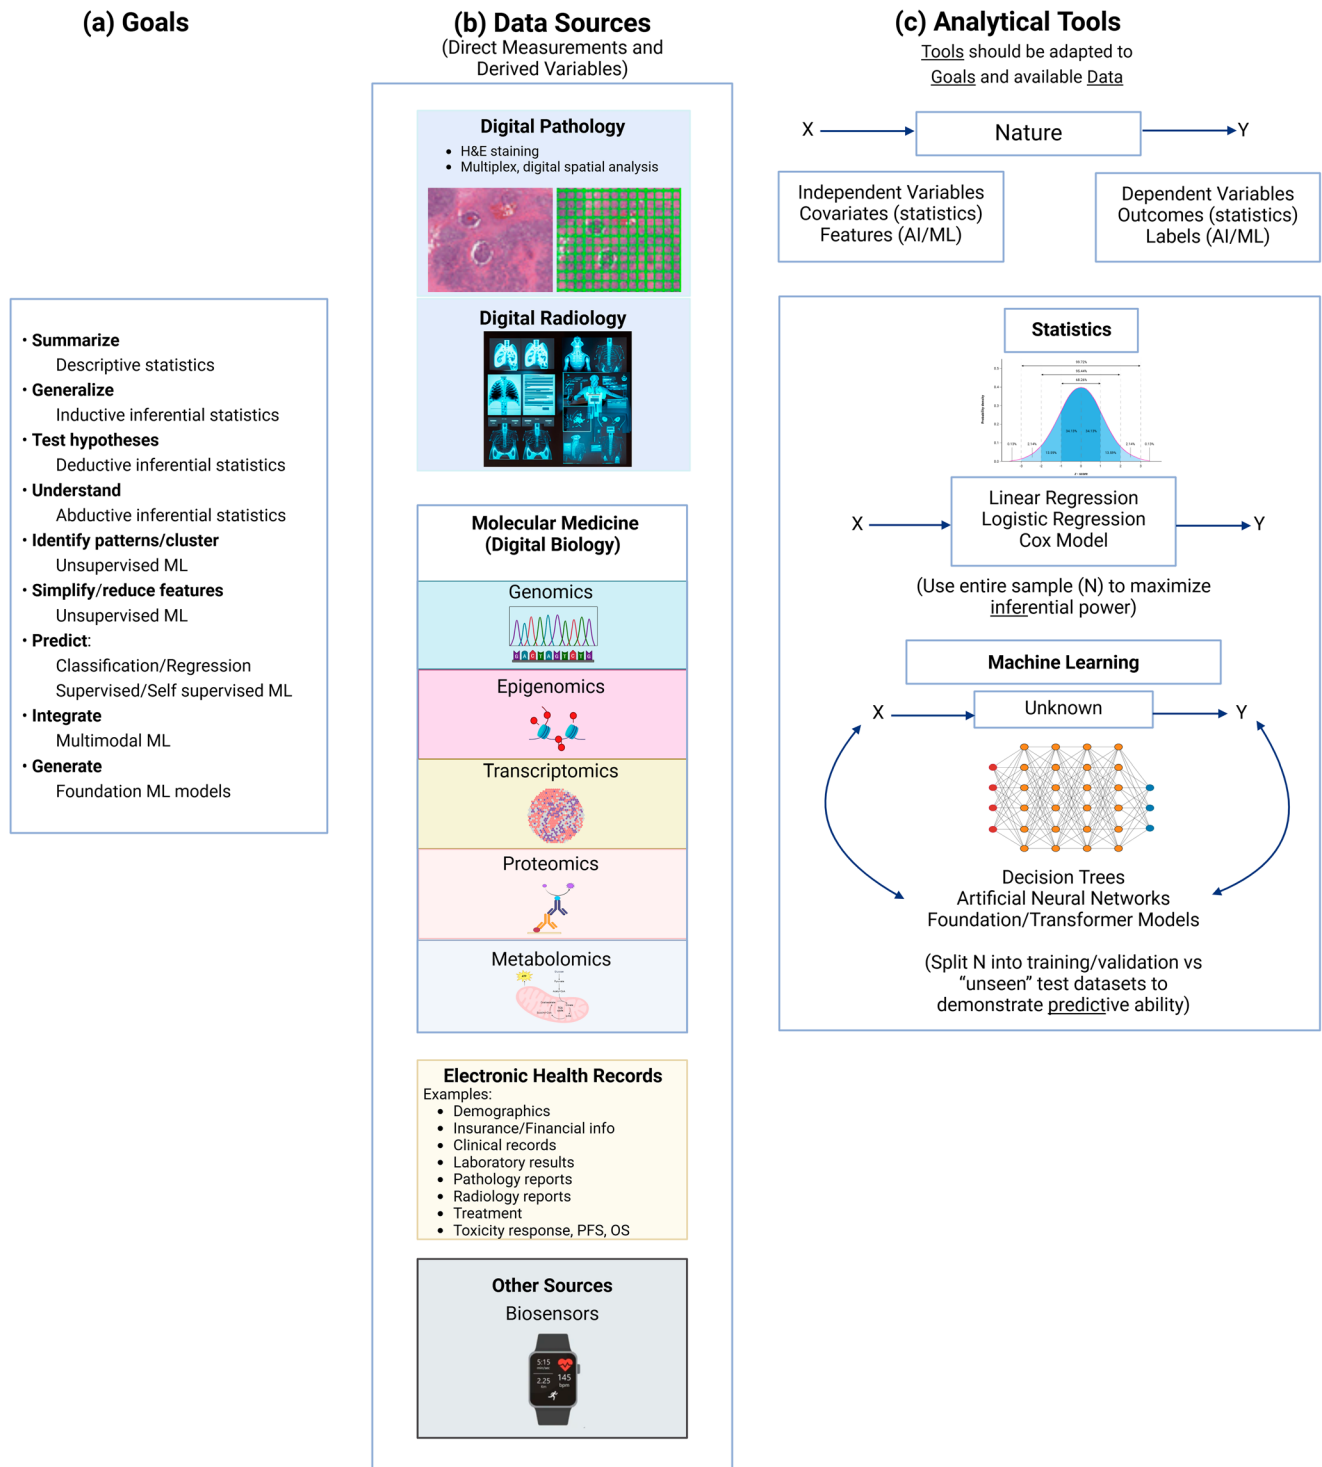 (a) Goals
• Summarize
Descriptive statistics
• Generalize
Inductive inferential statistics
• Test hypotheses
Deductive inferential statistics
• Understand
Abductive inferential statistics
• Identify patterns/cluster
Unsupervised ML
• Simplify/reduce features
Unsupervised ML
• Predict:
Classification/Regression
Supervised/Self supervised ML
• Integrate
Multimodal ML
• Generate
Foundation ML models
(b) Data Sources
(Direct Measurements and
Derived Variables)
Digital Pathology
• H&E staining
• Multiplex, digital spatial analysis
Digital Radiology
Molecular Medicine
(Digital Biology)
Genomics
Epigenomics
Transcriptomics
Proteomics
Metabolomics
Electronic Health Records
Examples:
• Demographics
• Insurance/Financial info
• Clinical records
• Laboratory results
• Pathology reports
• Radiology reports
• Treatment
• Toxicity response, PFS, OS
Other Sources
Biosensors
5:15
2.25
145
bpm
(c) Analytical Tools
Tools should be adapted to
Goals and available Data
X
Nature
Y
Independent Variables
Covariates (statistics)
Features (AI/ML)
Dependent Variables
Outcomes (statistics)
Labels (AI/ML)
Statistics
X
Linear Regression
Logistic Regression
Cox Model
Y
(Use entire sample (N) to maximize
inferential power)
Machine Learning
X
Unknown
Y
Decision Trees
Artificial Neural Networks
Foundation/Transformer Models
(Split N into training/validation vs
“unseen” test datasets to
demonstrate predictive ability)